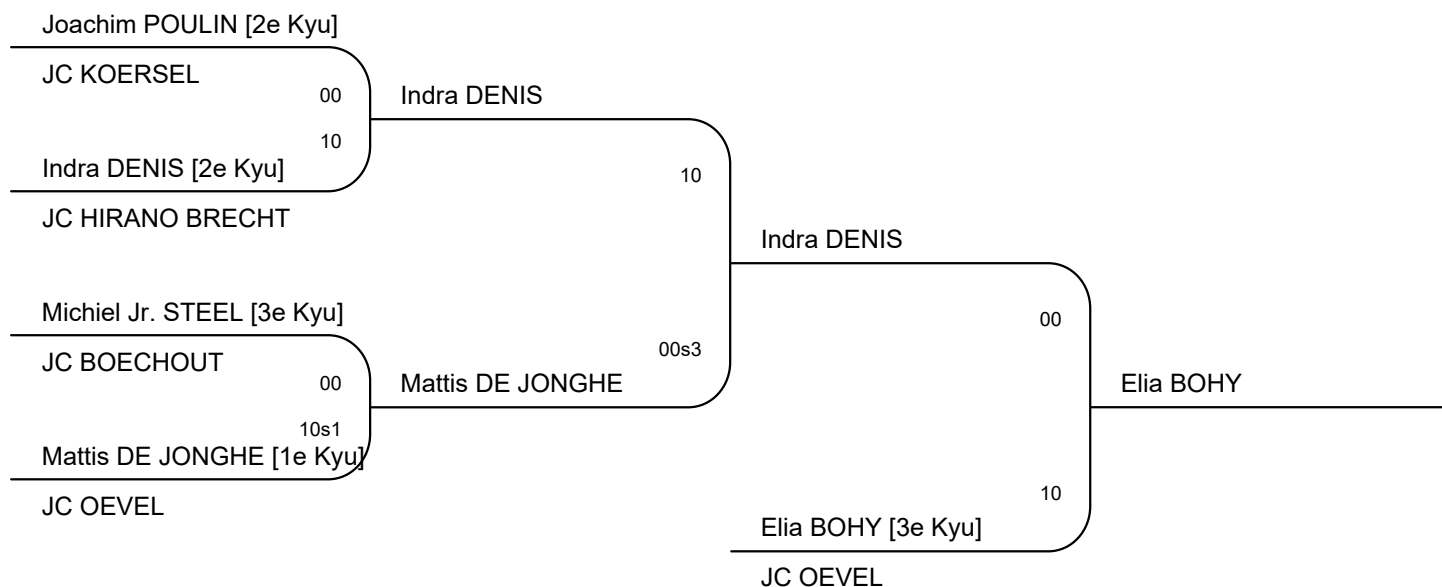 Joachim POULIN [2e Kyu]
JC KOERSEL
00
Indra DENIS
10
Indra DENIS [2e Kyu]
10
JC HIRANO BRECHT
Indra DENIS
Michiel Jr. STEEL [3e Kyu]
00
JC BOECHOUT
00s3
00
Mattis DE JONGHE
Elia BOHY
10s1
Mattis DE JONGHE [1e Kyu]
10
JC OEVEL
Elia BOHY [3e Kyu]
JC OEVEL